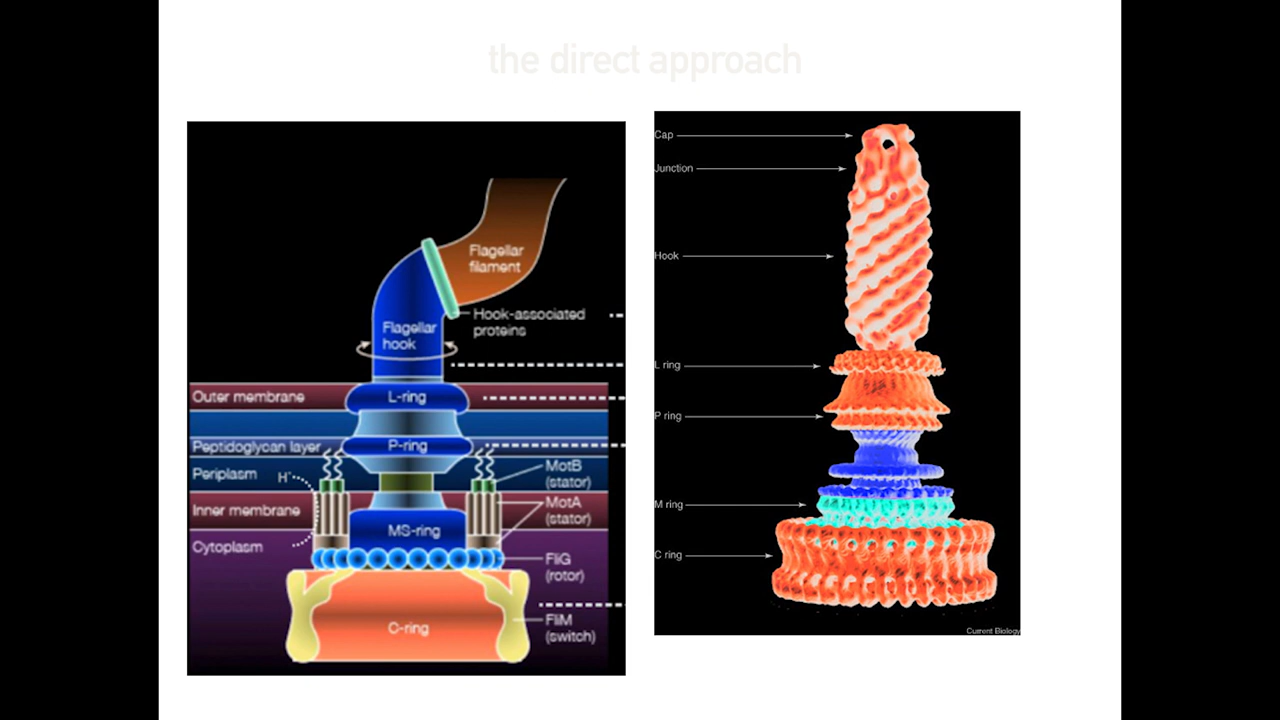 the direct approach
Flagellar
filament
Hook-associated
proteins
Flagellar
hook
Outer membrane
L-ring
Peptidoglycan layer
P-ring
Periplasm
H⁻
MotB
(stator)
Inner membrane
MotA
(stator)
MS-ring
Cytoplasm
FliG
(rotor)
C-ring
FliM
(switch)
Cap
Junction
Hook
L ring
P ring
M ring
C ring
Current Biology